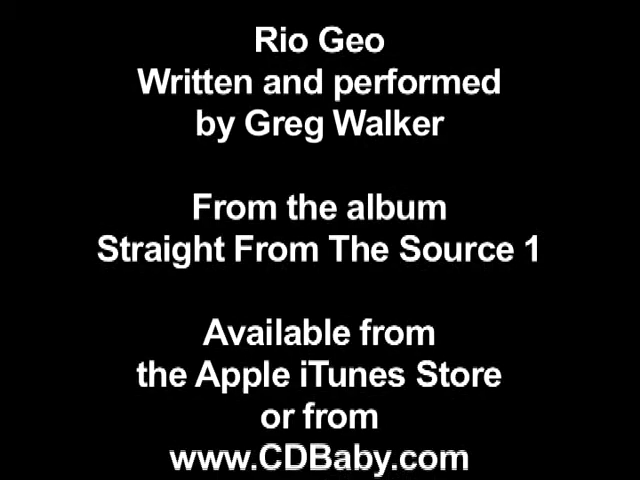 Rio Geo
Written and performed
by Greg Walker
From the album
Straight From The Source 1
Available from
the Apple iTunes Store
or from
www.CDBaby.com